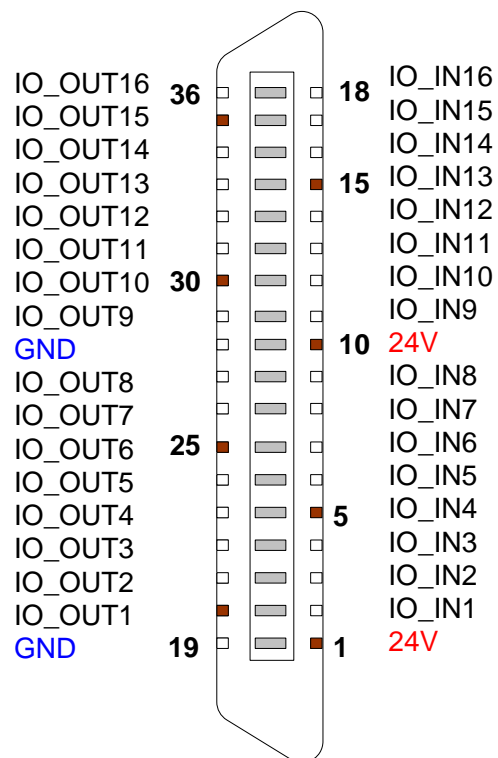 IO_OUT16 36 18 IO_IN16
IO_OUT15 IO_IN15
IO_OUT14 IO_IN14
IO_OUT13 15 IO_IN13
IO_OUT12 IO_IN12
IO_OUT11 IO_IN11
IO_OUT10 30 IO_IN10
IO_OUT9 IO_IN9
GND 10 24V
IO_OUT8 IO_IN8
IO_OUT7 IO_IN7
IO_OUT6 25 IO_IN6
IO_OUT5 IO_IN5
IO_OUT4 5 IO_IN4
IO_OUT3 IO_IN3
IO_OUT2 IO_IN2
IO_OUT1 IO_IN1
GND 19 1 24V